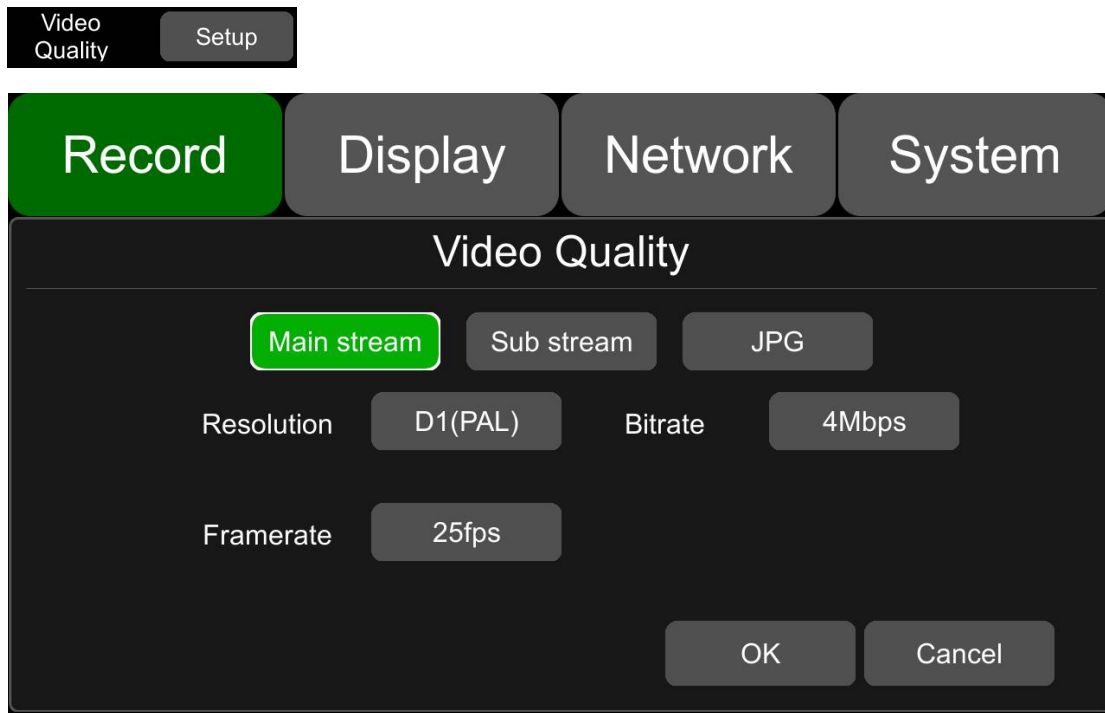 Video
Quality
Setup
Record Display Network System
Video Quality
Main stream Sub stream JPG
Resolution D1(PAL) Bitrate 4Mbps
Framerate 25fps
OK Cancel